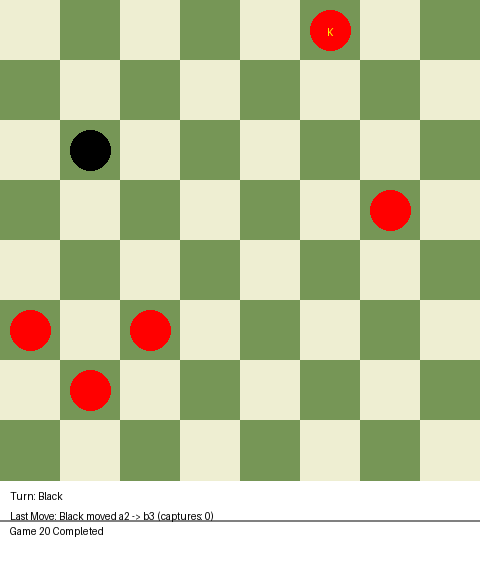 K
Turn: Black
Last Move: Black moved a2 -> b3 (captures: 0)
Game 20 Completed